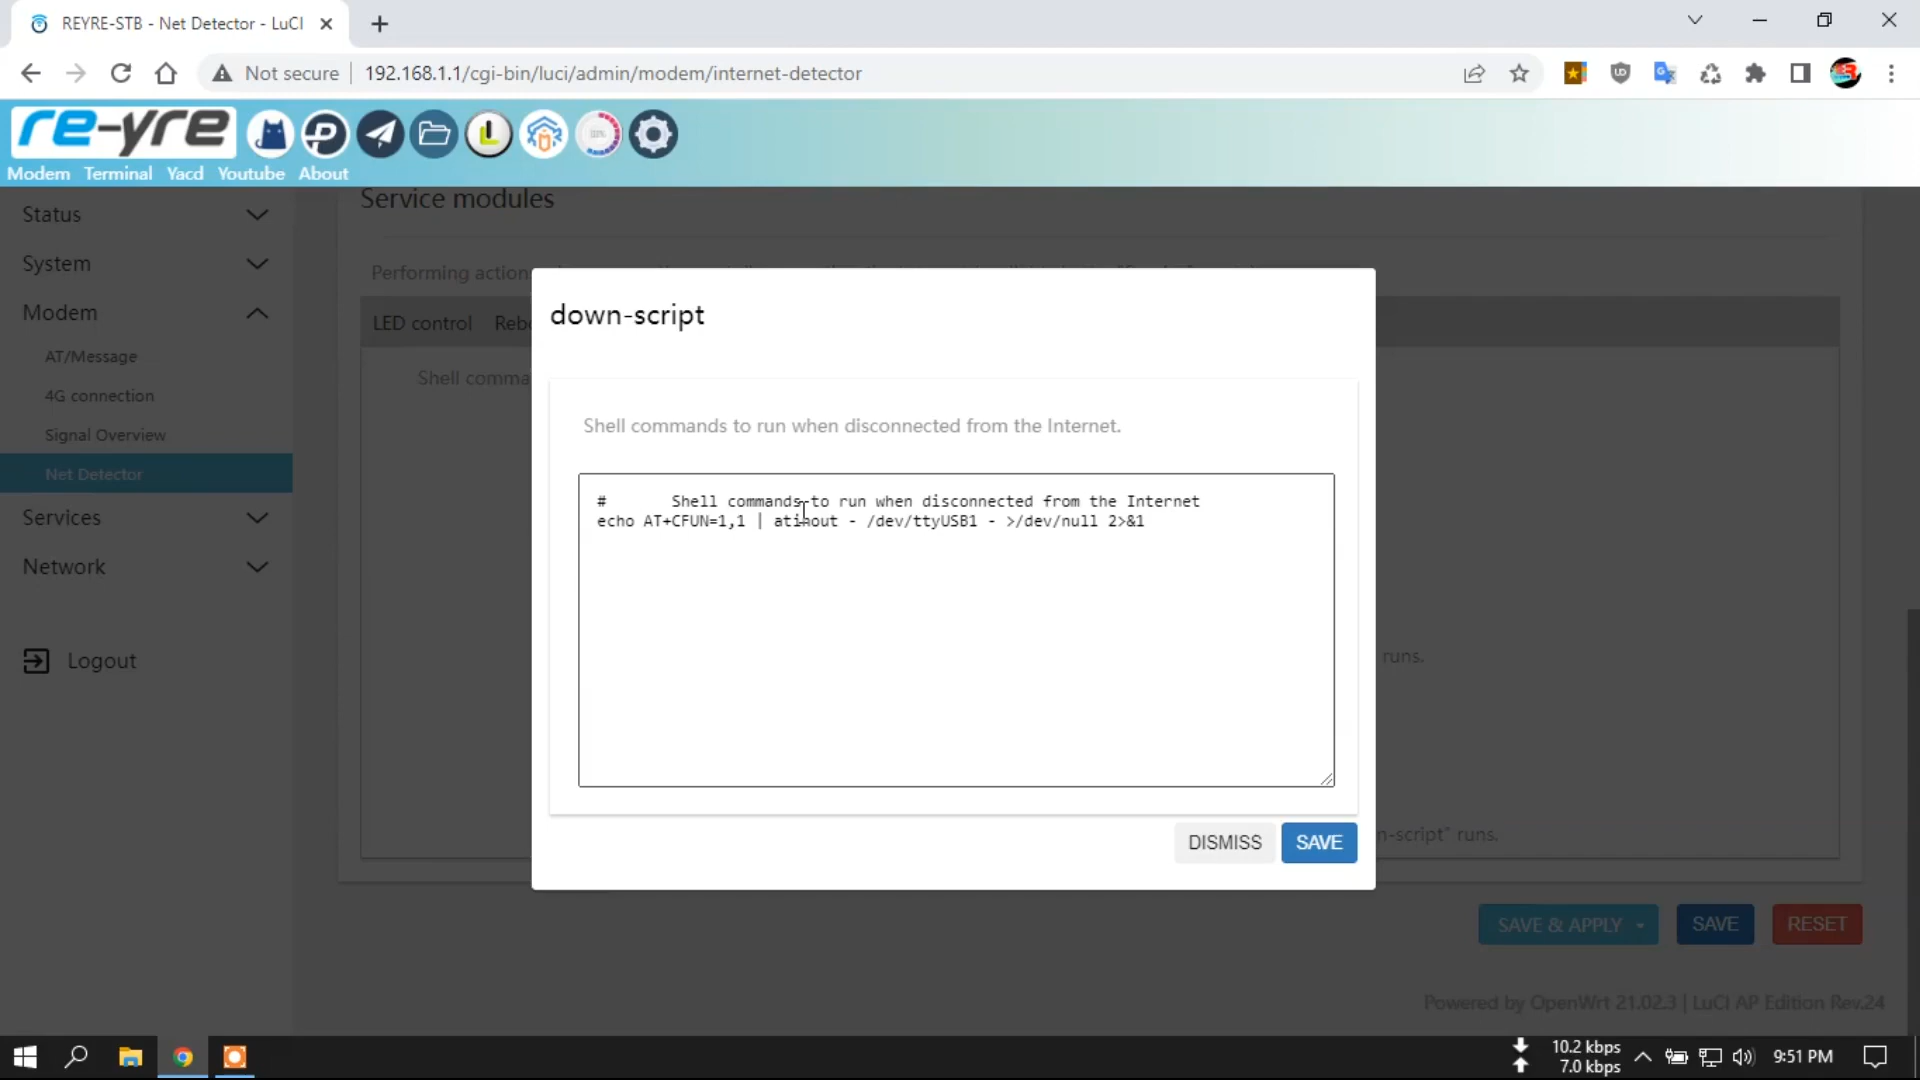 REYRE-STB - Net Detector - LuCI
Not secure
192.168.1.1/cgi-bin/luci/admin/modem/internet-detector
re-yre
Modem Terminal Yacd Youtube About
Status
System
Modem
AT/Message
4G connection
Signal Overview
Net Detector
Services
Network
Logout
Service modules
Performing action
LED control Reb
Shell comma
down-script
Shell commands to run when disconnected from the Internet.
# Shell commands to run when disconnected from the Internet
echo AT+CFUN=1,1 | atinout - /dev/ttyUSB1 - >/dev/null 2>&1
DISMISS SAVE
runs.
n-script" runs.
SAVE & APPLY SAVE RESET
Powered by OpenWrt 21.02.3 | LuCI AP Edition Rev.24
10.2 kbps
7.0 kbps
9:51 PM